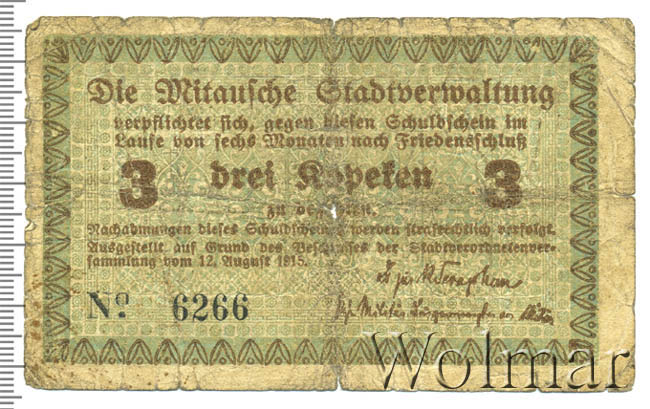 Die Mitausche Stadtverwaltung
verpflichtet sich, gegen diesen Schuldschein im
Laufe von sechs Monaten nach Friedensschluß
3 drei Kopeken 3
zu
Nachahmungen dieses Schuldscheines werden strafrechtlich verfolgt.
Ausgestellt auf Grund des Beschlusses der Stadtverordnetenver-
sammlung vom 12. August 1915.
No. 6266
Wolmar